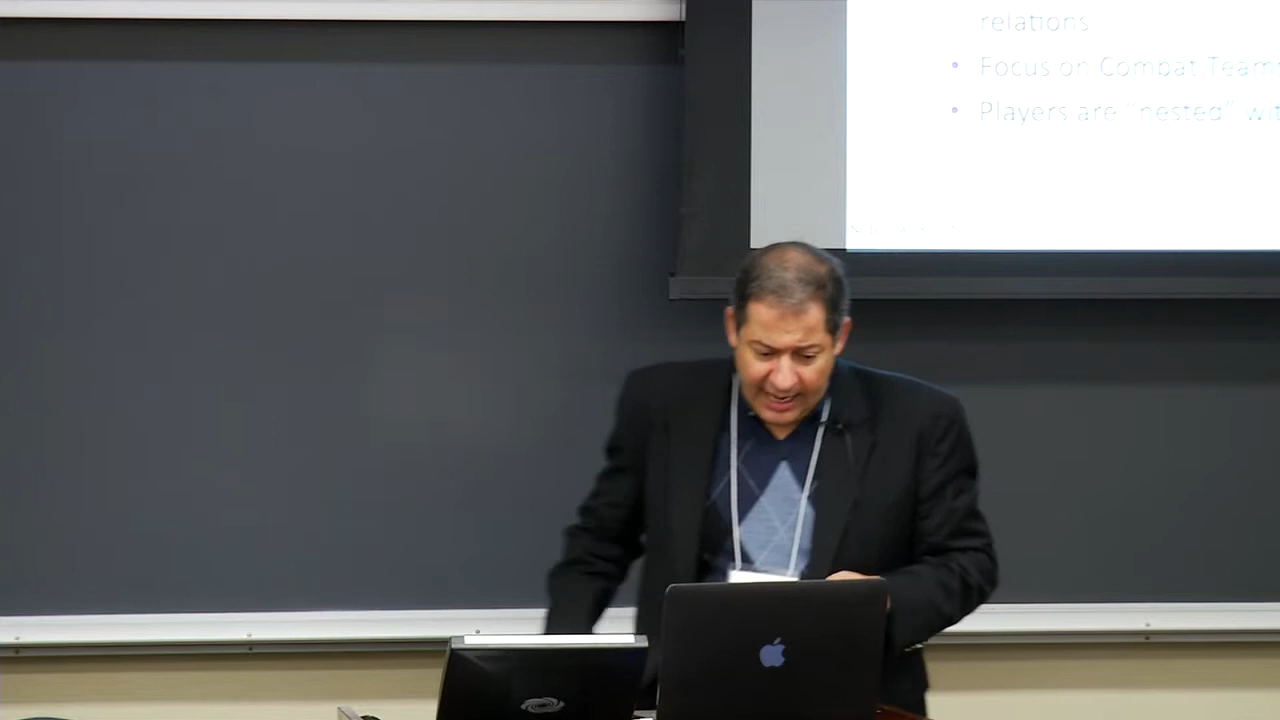 relations
• Focus on Combat Team
• Players are "nested" wit